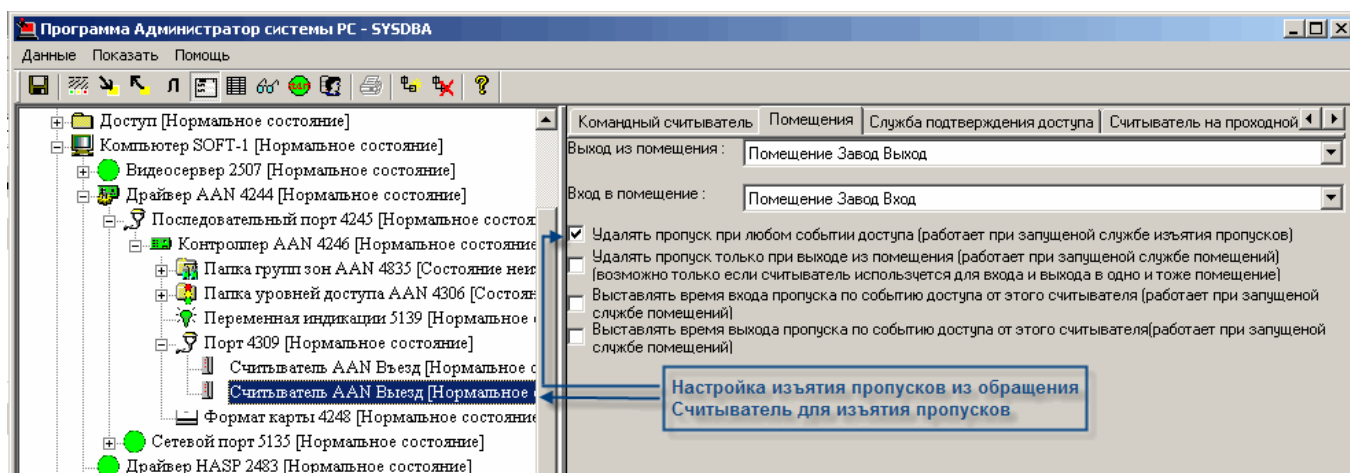 Программа Администратор системы PC - SYSDBA
Данные Показать Помощь
Доступ [Нормальное состояние]
Компьютер SOFT-1 [Нормальное состояние]
Видеосервер 2507 [Нормальное состояние]
Драйвер AAN 4244 [Нормальное состояние]
Последовательный порт 4245 [Нормальное состоя
Контроллер AAN 4246 [Нормальное состояние
Папка групп зон AAN 4835 [Состояние неи
Папка уровней доступа AAN 4306 [Состоян
Переменная индикации 5139 [Нормальное
Порт 4309 [Нормальное состояние]
Считыватель AAN Въезд [Нормальное с
Считыватель AAN Выезд [Нормальное
Формат карты 4248 [Нормальное состояние
Сетевой порт 5135 [Нормальное состояние]
Драйвер HASP 2483 [Нормальное состояние]
Командный считыватель Помещения Служба подтверждения доступа Считыватель на проходной
Выход из помещения : Помещение Завод Выход
Вход в помещение : Помещение Завод Вход
Удалять пропуск при любом событии доступа (работает при запущеной службе изъятия пропусков)
Удалять пропуск только при выходе из помещения (работает при запущеной службе помещений)
(возможно только если считыватель используется для входа и выхода в одно и тоже помещение)
Выставлять время входа пропуска по событию доступа от этого считывателя (работает при запущеной
службе помещений)
Выставлять время выхода пропуска по событию доступа от этого считывателя(работает при запущеной
службе помещений)
Настройка изъятия пропусков из обращения
Считыватель для изъятия пропусков